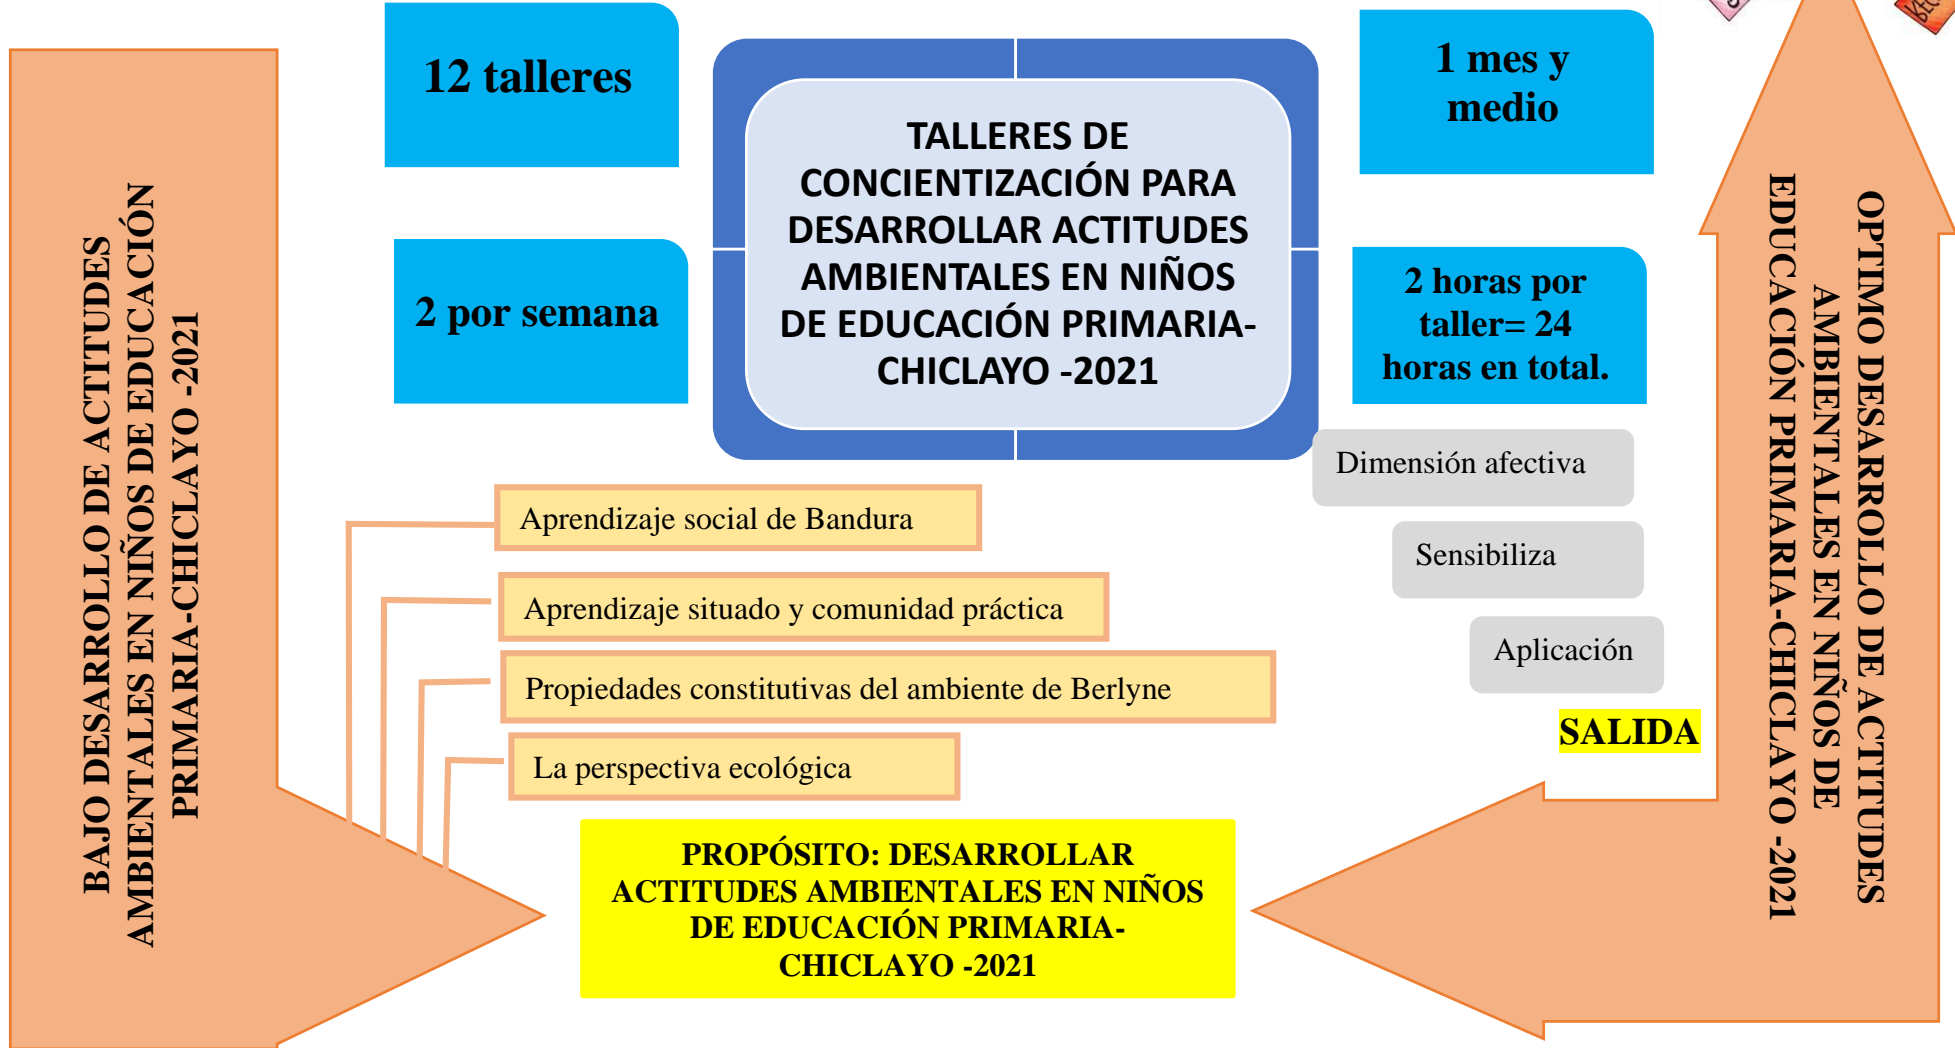 BAJO DESARROLLO DE ACTITUDES
AMBIENTALES EN NIÑOS DE EDUCACIÓN
PRIMARIA-CHICLAYO -2021
12 talleres
2 por semana
TALLERES DE
CONCIENTIZACIÓN PARA
DESARROLLAR ACTITUDES
AMBIENTALES EN NIÑOS
DE EDUCACIÓN PRIMARIA-
CHICLAYO -2021
1 mes y
medio
2 horas por
taller= 24
horas en total.
Aprendizaje social de Bandura
Aprendizaje situado y comunidad práctica
Propiedades constitutivas del ambiente de Berlyne
La perspectiva ecológica
Dimensión afectiva
Sensibiliza
Aplicación
SALIDA
PROPÓSITO: DESARROLLAR
ACTITUDES AMBIENTALES EN NIÑOS
DE EDUCACIÓN PRIMARIA-
CHICLAYO -2021
OPTIMO DESARROLLO DE ACTITUDES
AMBIENTALES EN NIÑOS DE
EDUCACIÓN PRIMARIA-CHICLAYO -2021